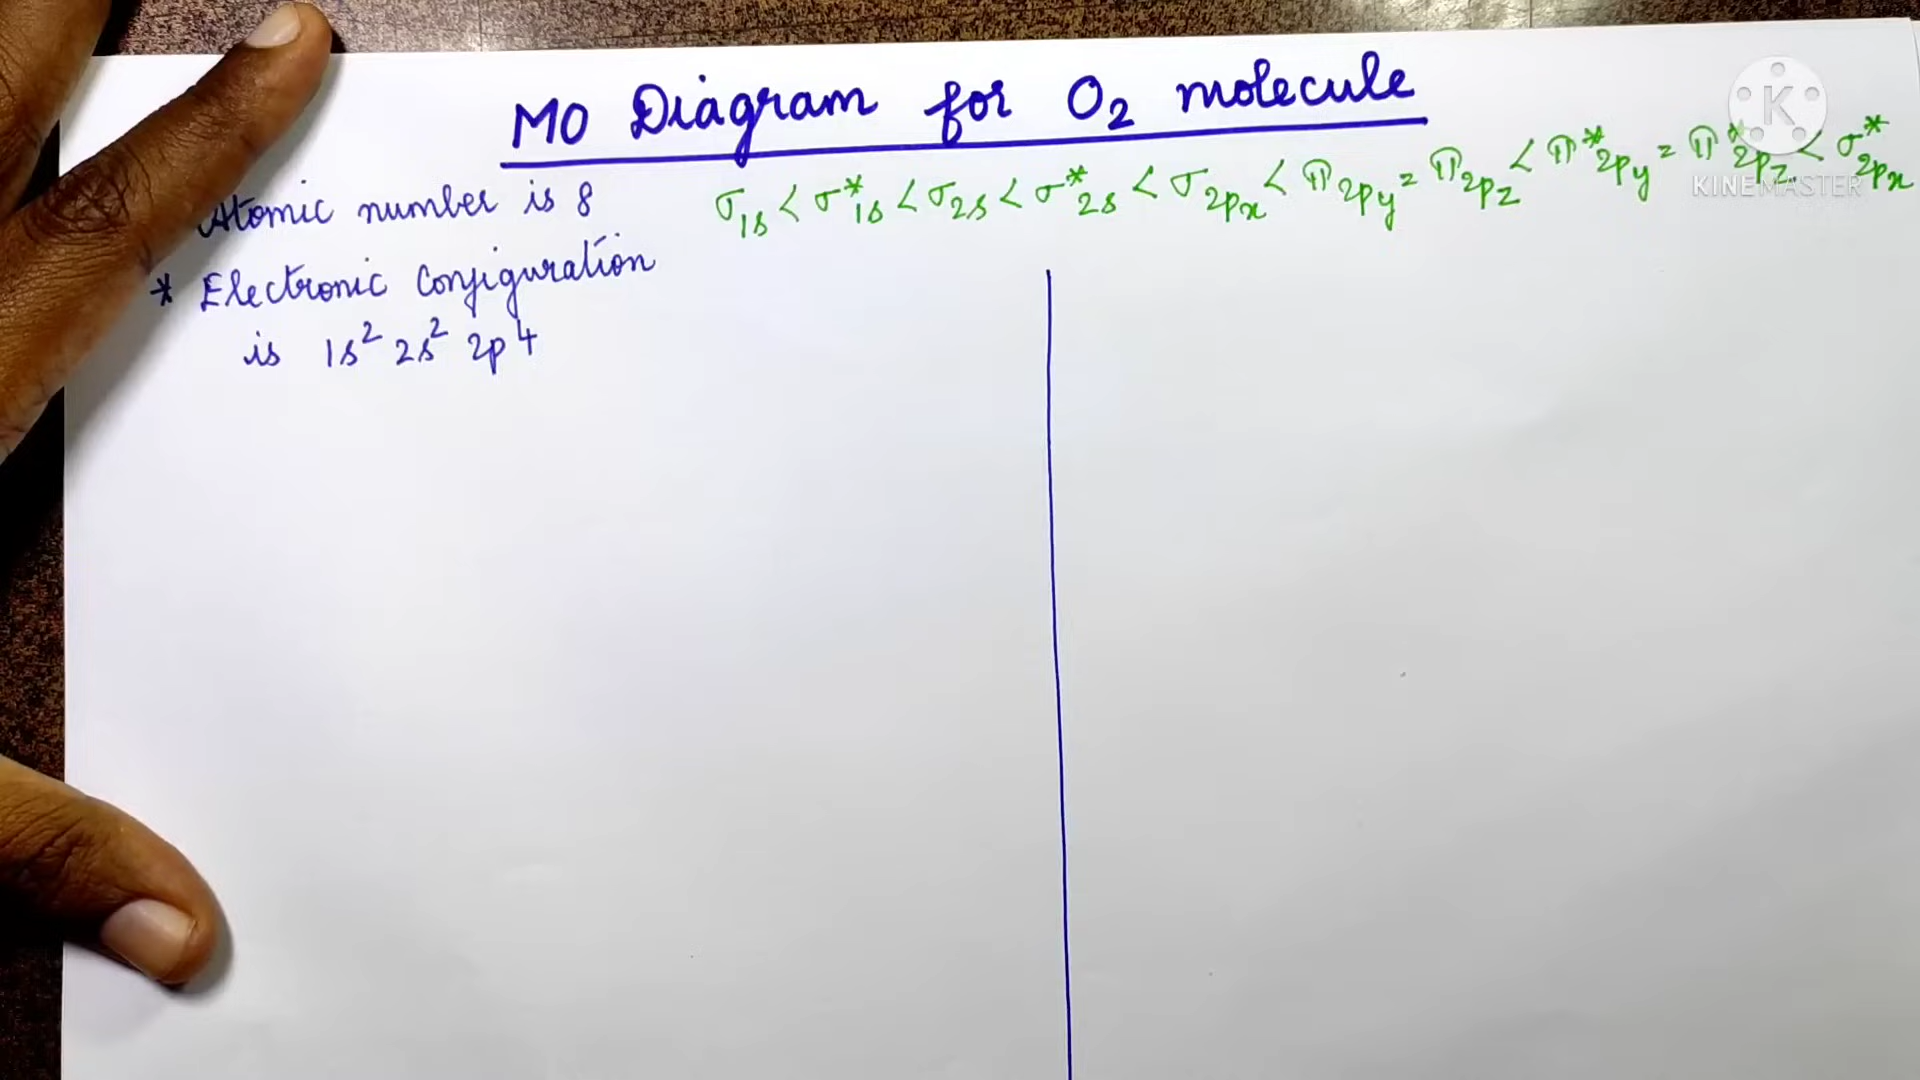 MO Diagram for O₂ molecule
K
KINEMASTER
σ1s < σ*1s < σ2s < σ*2s < σ2px < π2py = π2pz < π*2py = π*2pz < σ*2px
Atomic number is 8
* Electronic Configuration
is 1s² 2s² 2p⁴